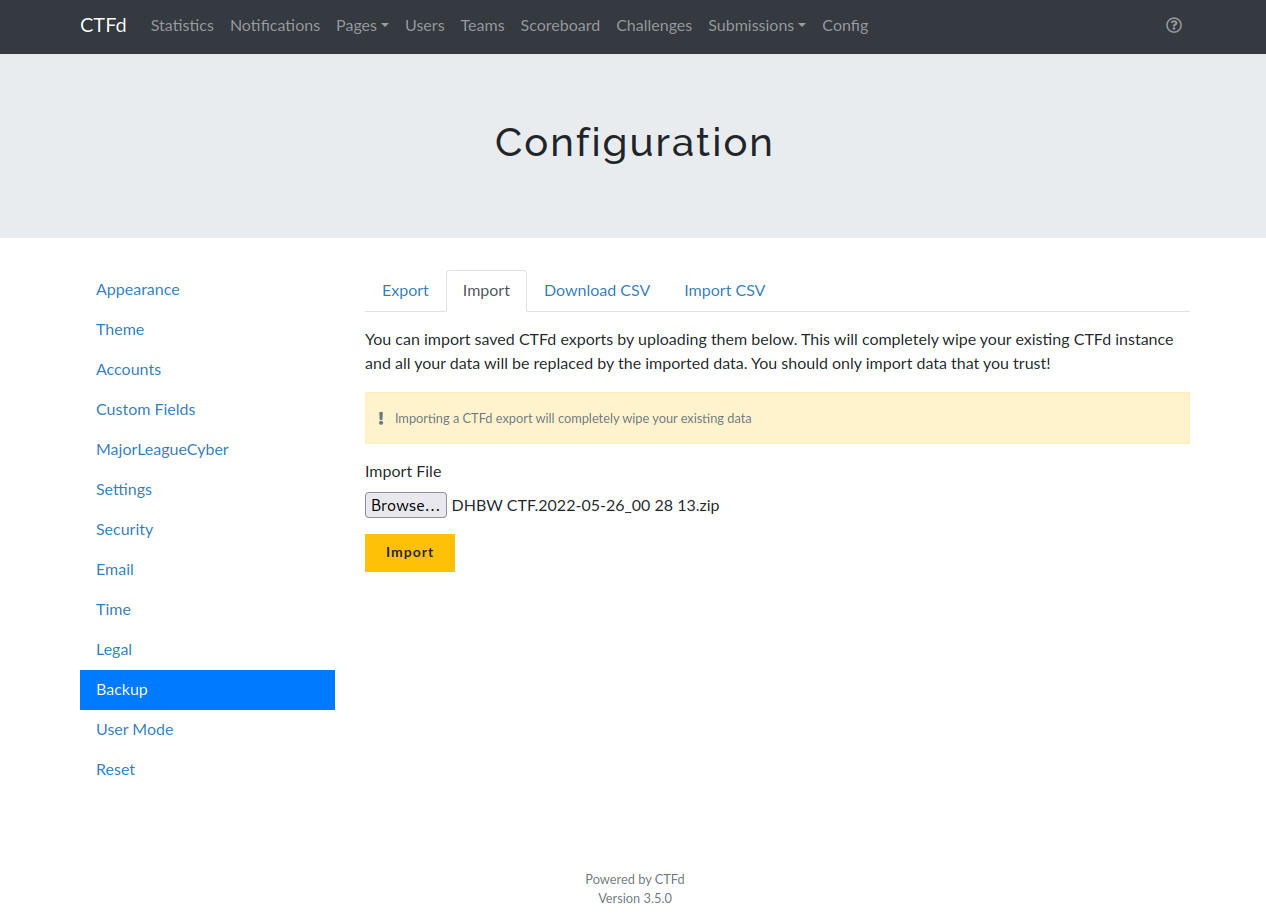 CTFd Statistics Notifications Pages Users Teams Scoreboard Challenges Submissions Config
Configuration
Appearance
Theme
Accounts
Custom Fields
MajorLeagueCyber
Settings
Security
Email
Time
Legal
Backup
User Mode
Reset
Export Import Download CSV Import CSV
You can import saved CTFd exports by uploading them below. This will completely wipe your existing CTFd instance
and all your data will be replaced by the imported data. You should only import data that you trust!
Importing a CTFd export will completely wipe your existing data
Import File
Browse... DHBW CTF.2022-05-26_00 28 13.zip
Import
Powered by CTFd
Version 3.5.0